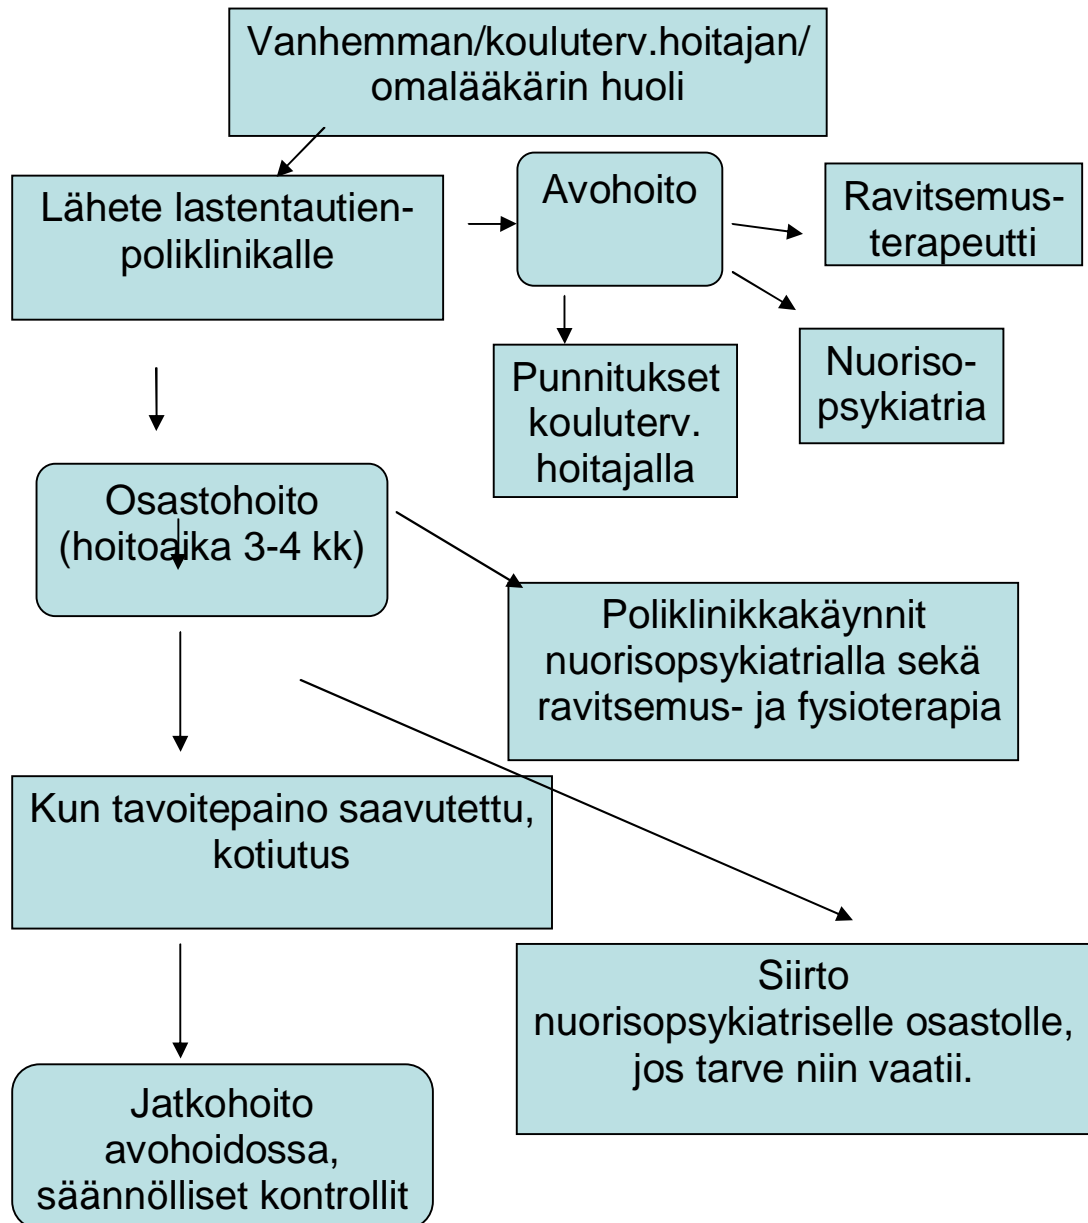 Vanhemman/kouluterv.hoitajan/
omalääkärin huoli
Lähete lastentautien-
poliklinikalle
Avohoito
Ravitsemus-
terapeutti
Punnitukset
kouluterv.
hoitajalla
Nuoriso-
psykiatria
Osastohoito
(hoitoaika 3-4 kk)
Poliklinikkakäynnit
nuorisopsykiatrialla sekä
ravitsemus- ja fysioterapia
Kun tavoitepaino saavutettu,
kotiutus
Siirto
nuorisopsykiatriselle osastolle,
jos tarve niin vaatii.
Jatkohoito
avohoidossa,
säännölliset kontrollit